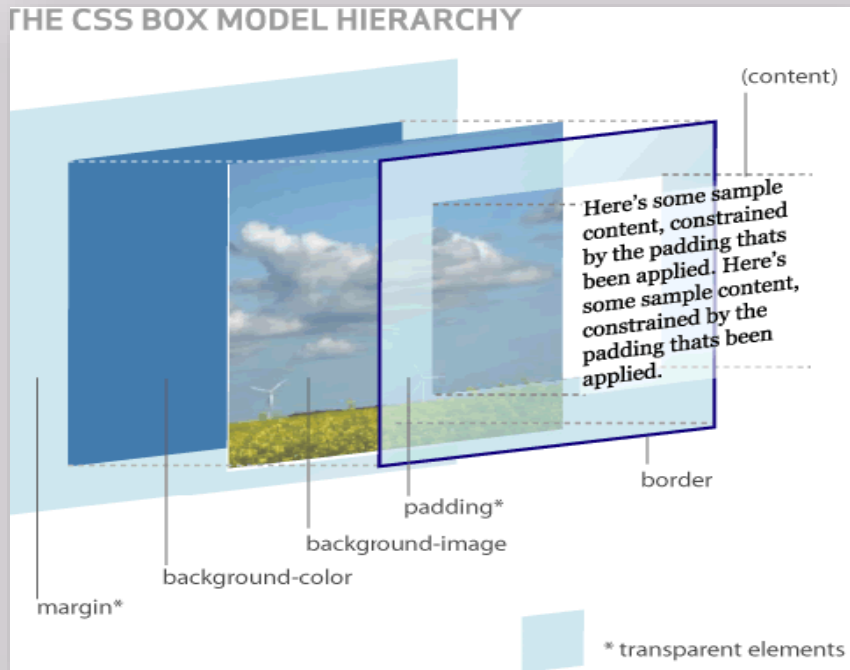 THE CSS BOX MODEL HIERARCHY
(content)
Here's some sample
content, constrained
by the padding thats
been applied. Here's
some sample content,
constrained by the
padding thats been
applied.
border
padding*
background-image
background-color
margin*
* transparent elements